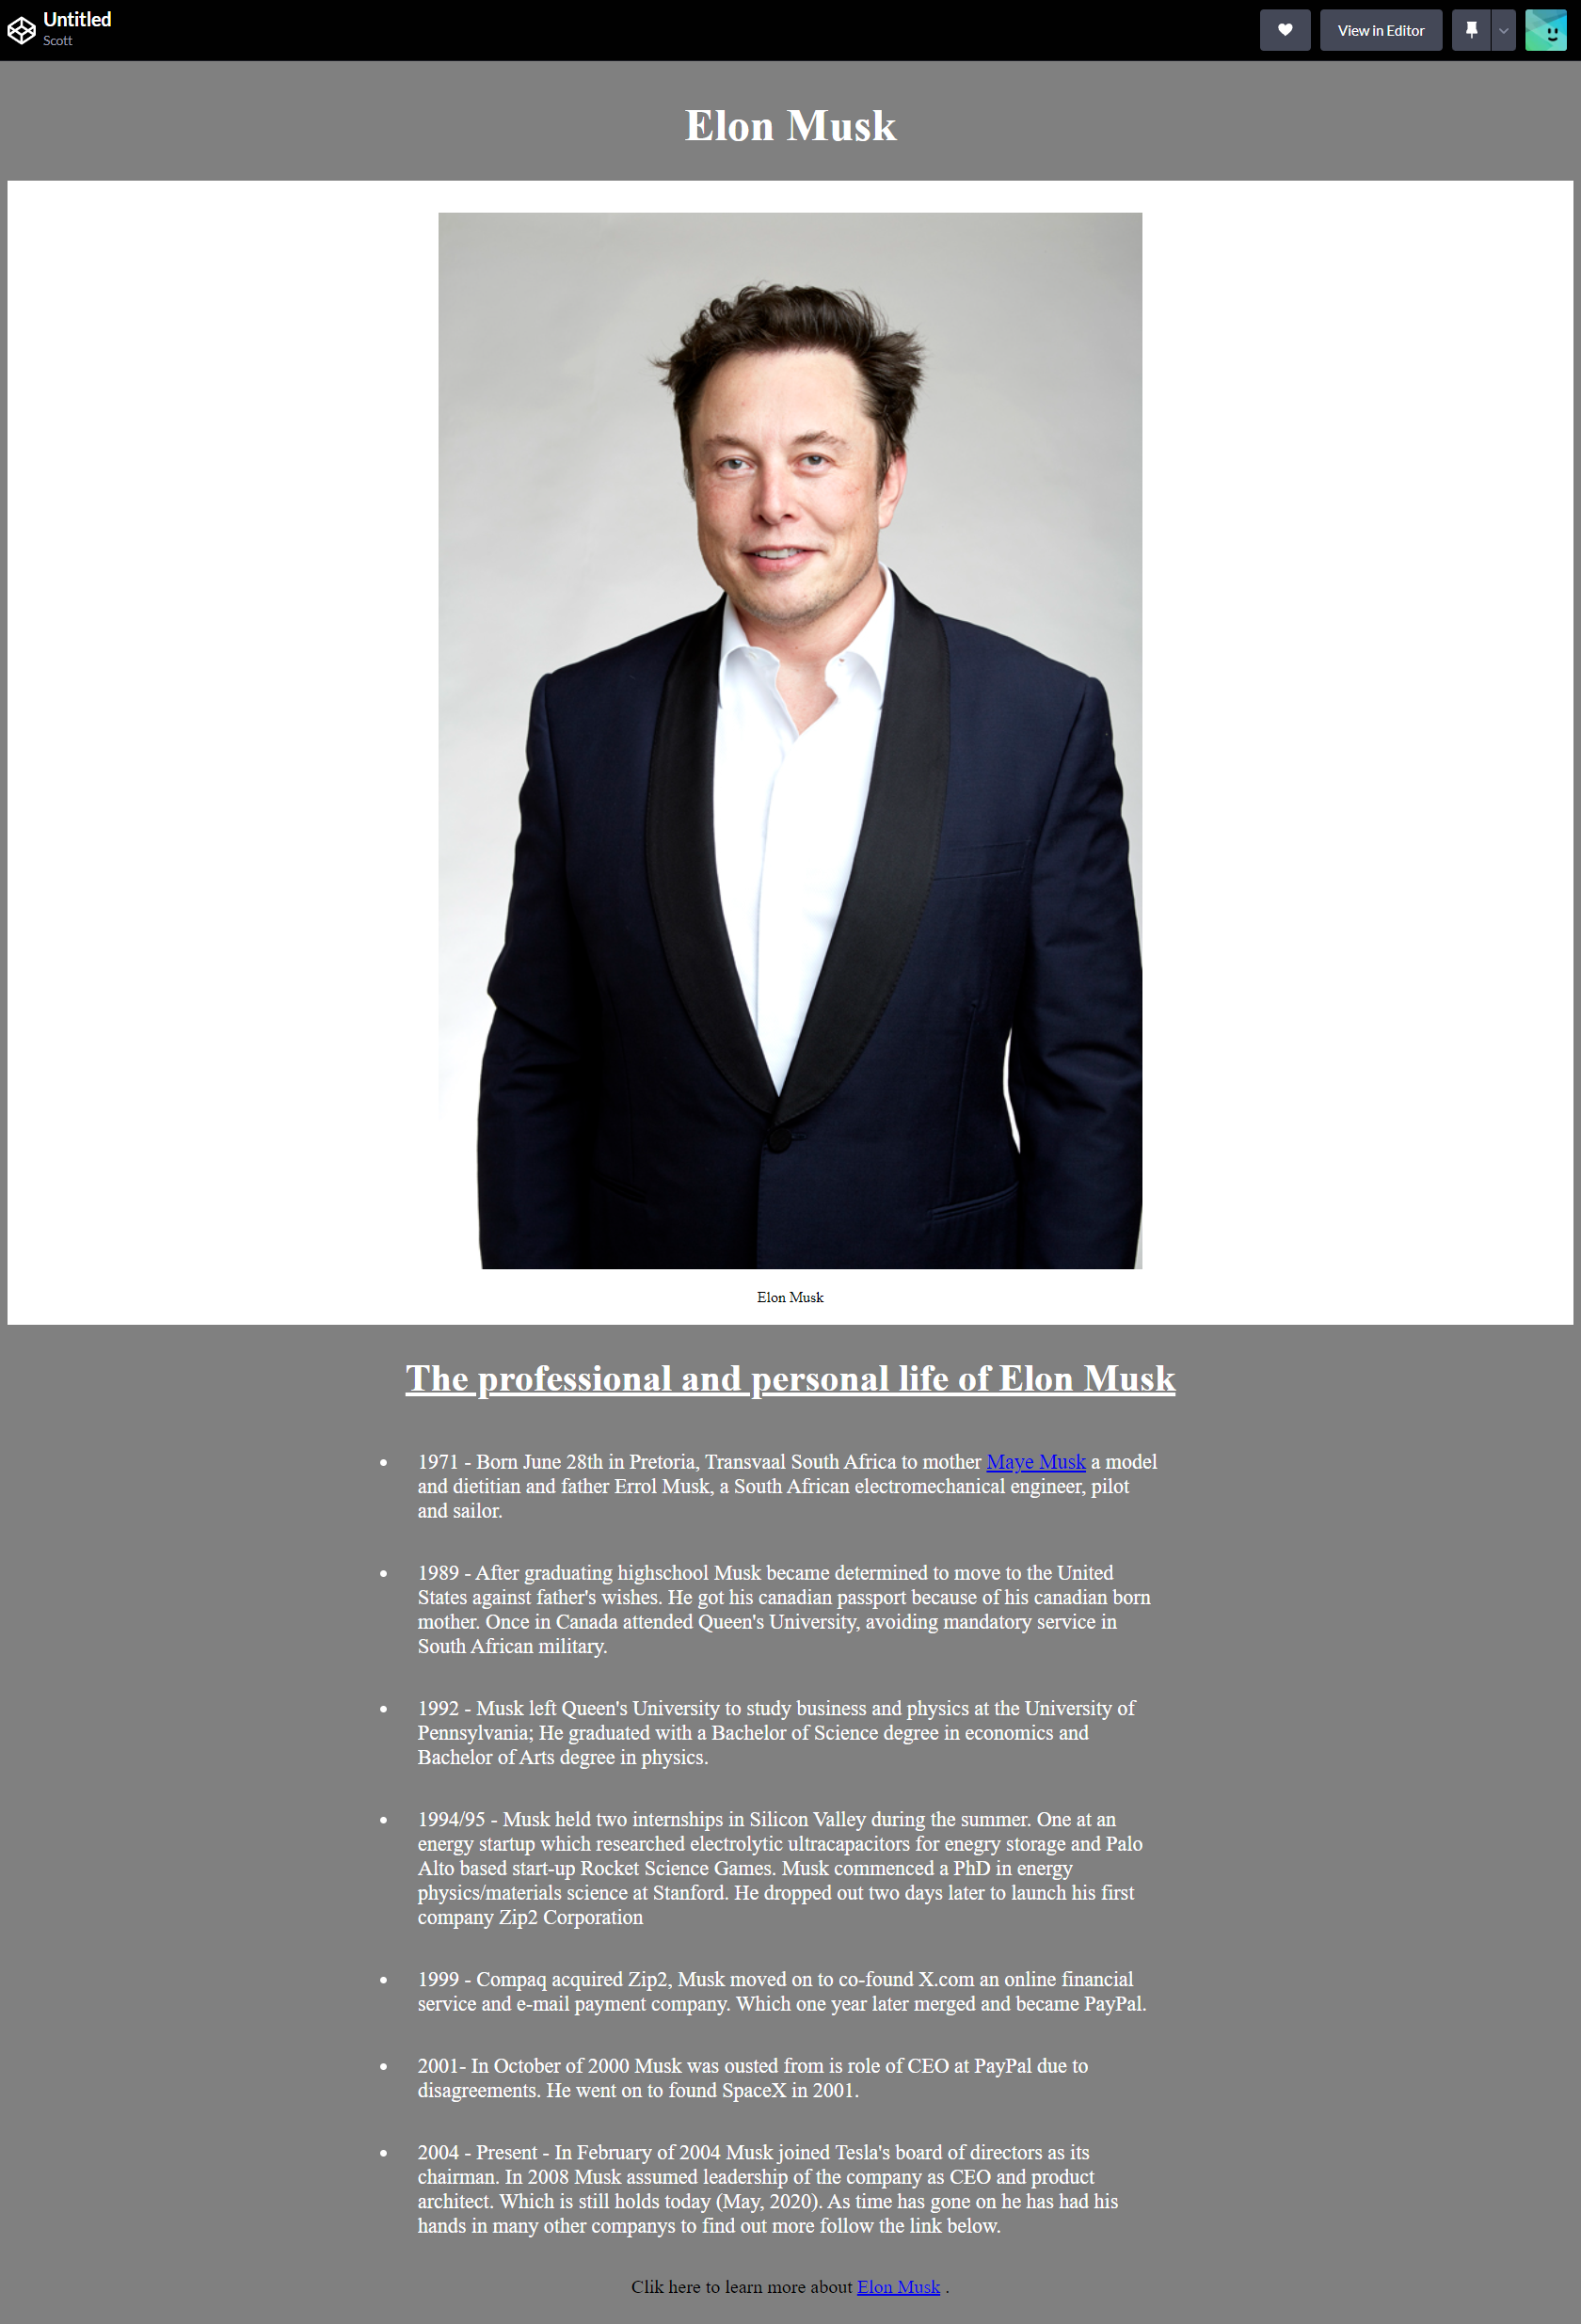 Untitled
Scott
View in Editor
Elon Musk
Elon Musk
The professional and personal life of Elon Musk
1971 - Born June 28th in Pretoria, Transvaal South Africa to mother Maye Musk a model
and dietitian and father Errol Musk, a South African electromechanical engineer, pilot
and sailor.
1989 - After graduating highschool Musk became determined to move to the United
States against father's wishes. He got his canadian passport because of his canadian born
mother. Once in Canada attended Queen's University, avoiding mandatory service in
South African military.
1992 - Musk left Queen's University to study business and physics at the University of
Pennsylvania; He graduated with a Bachelor of Science degree in economics and
Bachelor of Arts degree in physics.
1994/95 - Musk held two internships in Silicon Valley during the summer. One at an
energy startup which researched electrolytic ultracapacitors for enegry storage and Palo
Alto based start-up Rocket Science Games. Musk commenced a PhD in energy
physics/materials science at Stanford. He dropped out two days later to launch his first
company Zip2 Corporation
1999 - Compaq acquired Zip2, Musk moved on to co-found X.com an online financial
service and e-mail payment company. Which one year later merged and became PayPal.
2001- In October of 2000 Musk was ousted from is role of CEO at PayPal due to
disagreements. He went on to found SpaceX in 2001.
2004 - Present - In February of 2004 Musk joined Tesla's board of directors as its
chairman. In 2008 Musk assumed leadership of the company as CEO and product
architect. Which is still holds today (May, 2020). As time has gone on he has had his
hands in many other companys to find out more follow the link below.
Clik here to learn more about Elon Musk .